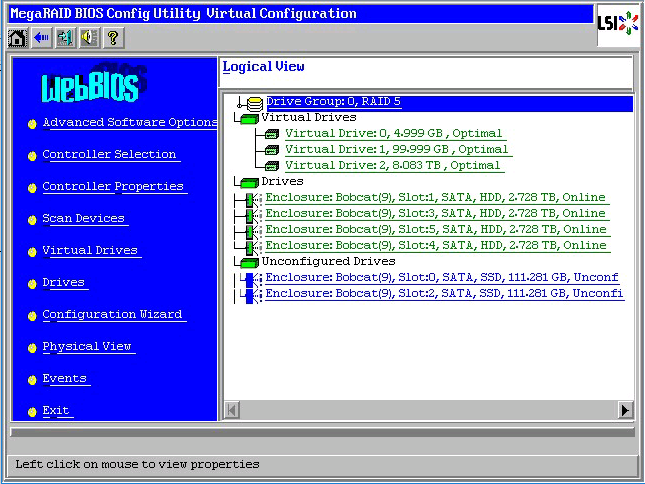 MegaRAID BIOS Config Utility Virtual Configuration
LSI
WebBIOS
Advanced Software Options
Controller Selection
Controller Properties
Scan Devices
Virtual Drives
Drives
Configuration Wizard
Physical View
Events
Exit
Logical View
Drive Group: 0, RAID 5
Virtual Drives
Virtual Drive: 0, 4.999 GB, Optimal
Virtual Drive: 1, 99.999 GB, Optimal
Virtual Drive: 2, 8.083 TB, Optimal
Drives
Enclosure: Bobcat(9), Slot:1, SATA, HDD, 2.728 TB, Online
Enclosure: Bobcat(9), Slot:3, SATA, HDD, 2.728 TB, Online
Enclosure: Bobcat(9), Slot:5, SATA, HDD, 2.728 TB, Online
Enclosure: Bobcat(9), Slot:4, SATA, HDD, 2.728 TB, Online
Unconfigured Drives
Enclosure: Bobcat(9), Slot:0, SATA, SSD, 111.281 GB, Unconf
Enclosure: Bobcat(9), Slot:2, SATA, SSD, 111.281 GB, Unconfi
Left click on mouse to view properties